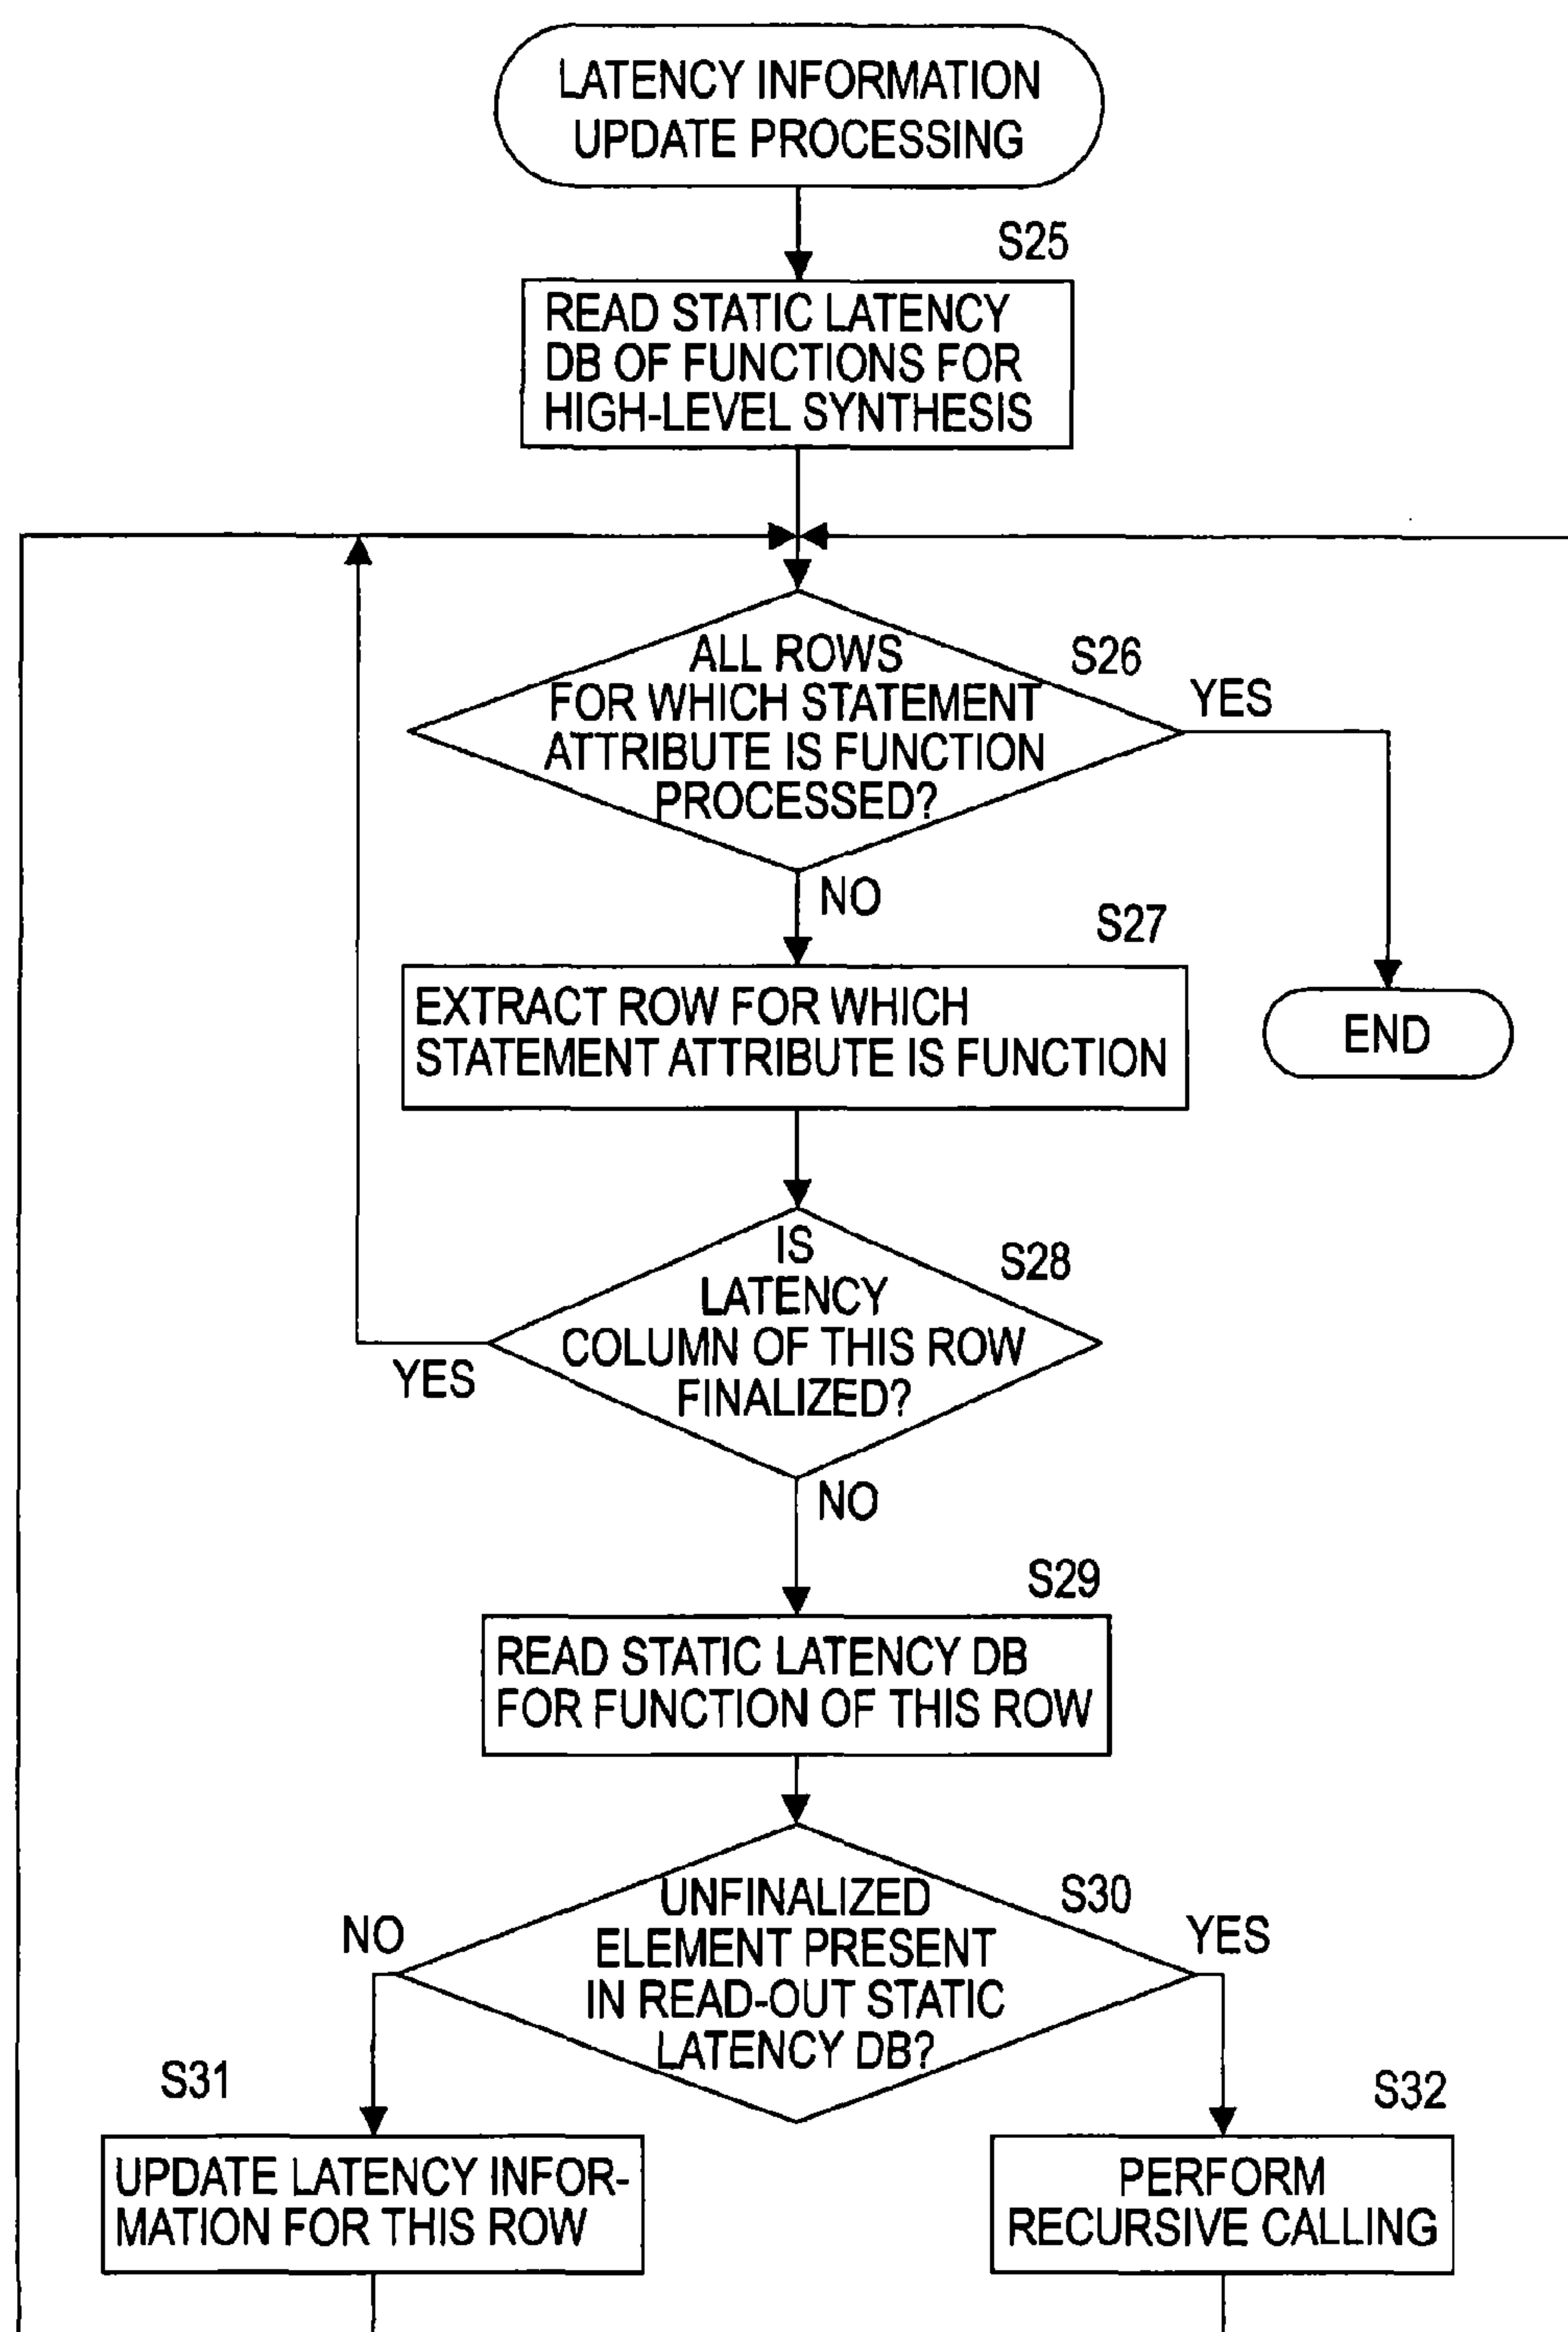 LATENCY INFORMATION
UPDATE PROCESSING
S25
READ STATIC LATENCY
DB OF FUNCTIONS FOR
HIGH-LEVEL SYNTHESIS
ALL ROWS
FOR WHICH STATEMENT
ATTRIBUTE IS FUNCTION
PROCESSED?
S26
YES
NO
S27
EXTRACT ROW FOR WHICH
STATEMENT ATTRIBUTE IS FUNCTION
END
IS
LATENCY
COLUMN OF THIS ROW
FINALIZED?
S28
YES
NO
S29
READ STATIC LATENCY DB
FOR FUNCTION OF THIS ROW
UNFINALIZED
ELEMENT PRESENT
IN READ-OUT STATIC
LATENCY DB?
S30
NO
YES
S31
UPDATE LATENCY INFOR-
MATION FOR THIS ROW
S32
PERFORM
RECURSIVE CALLING